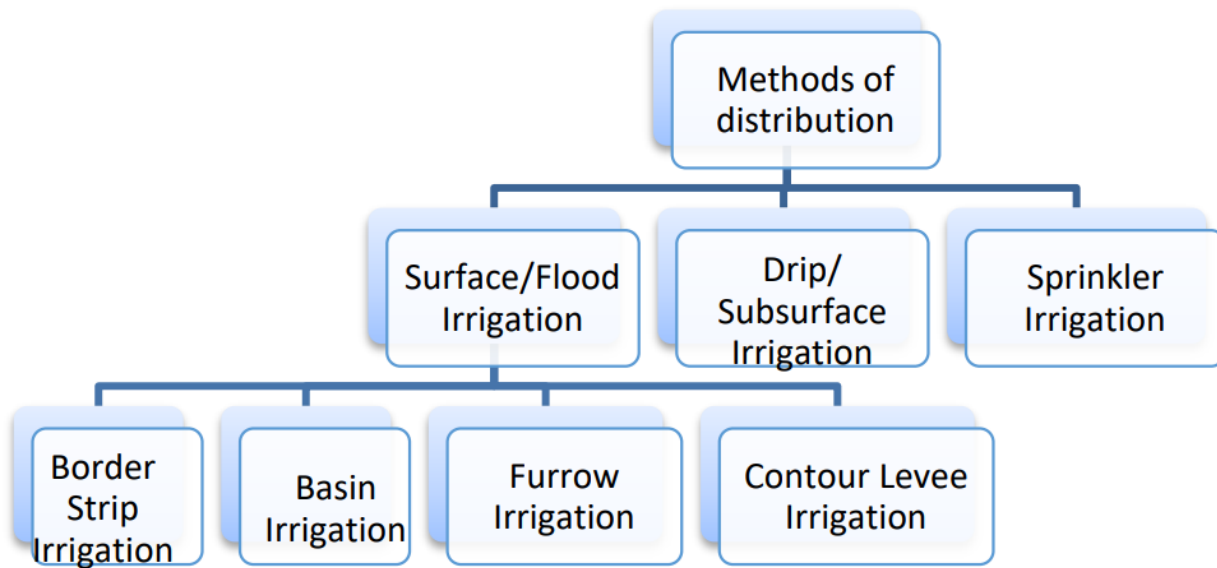 Methods of
distribution
Surface/Flood
Irrigation
Drip/
Subsurface
Irrigation
Sprinkler
Irrigation
Border
Strip
Irrigation
Basin
Irrigation
Furrow
Irrigation
Contour Levee
Irrigation